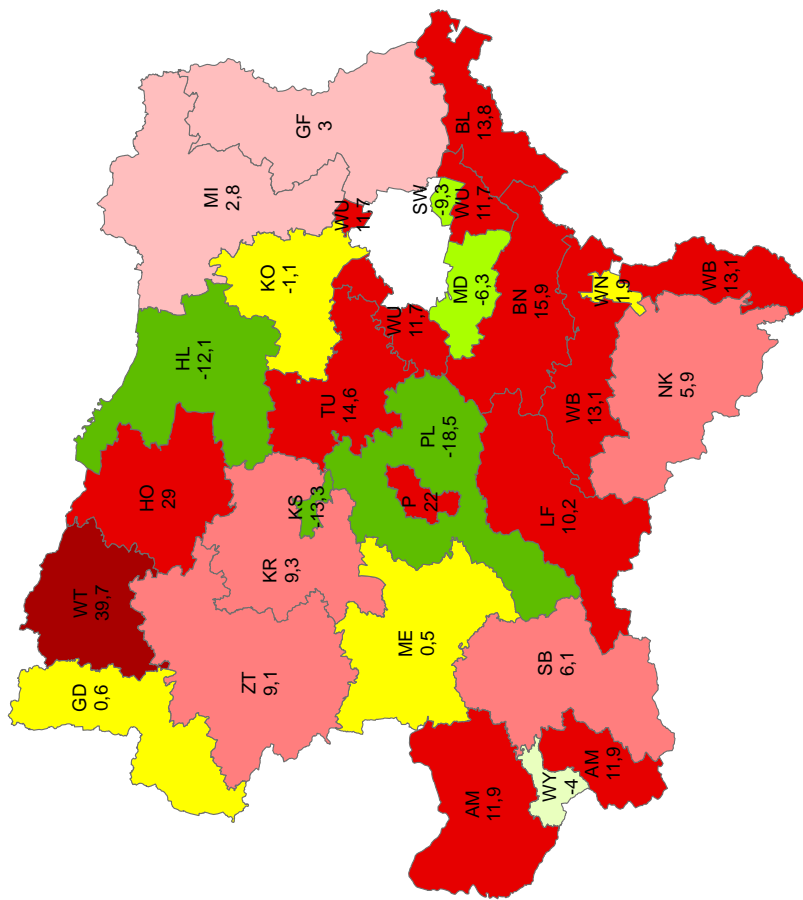 GF
3
BL
13,8
MI
2,8
SW
-9,3
WU
11,7
WU
11,7
KO
-1,1
MD
-6,3
BN
15,9
WN
1,9
WB
13,1
WU
11,7
HL
-12,1
TU
14,6
NK
5,9
WB
13,1
PL
-18,5
HO
29
KS
-13,3
P
22
LF
10,2
KR
9,3
WT
39,7
ME
0,5
SB
6,1
ZT
9,1
GD
0,6
AM
11,9
WY
-4
AM
11,9